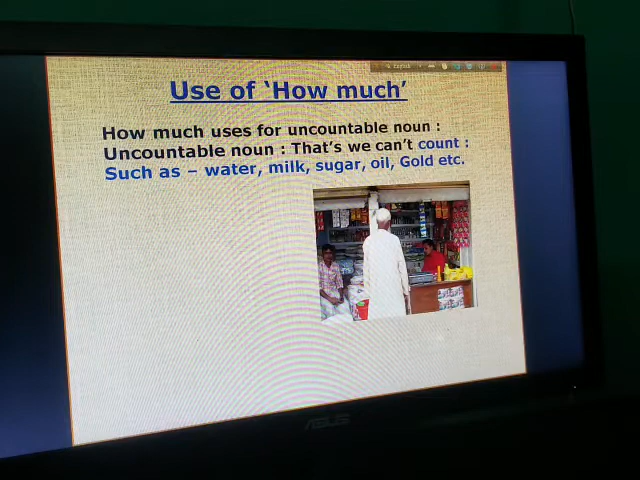 Use of ‘How much’
How much uses for uncountable noun :
Uncountable noun : That’s we can’t count :
Such as – water, milk, sugar, oil, Gold etc.
English
ASUS